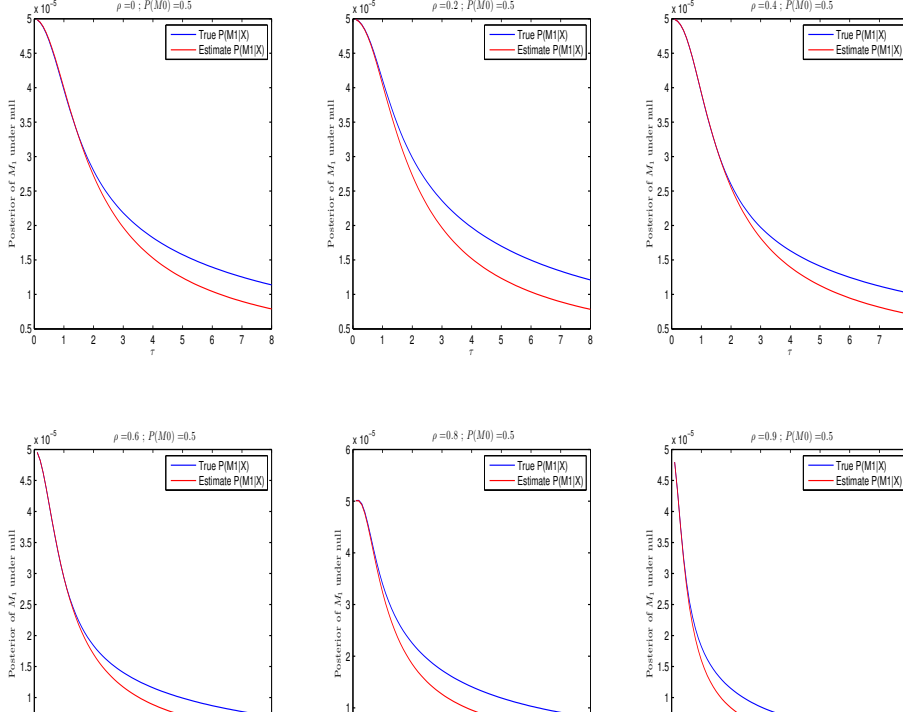 ρ =0 ; P(M0) =0.5
x 10⁻⁵
True P(M1|X)
Estimate P(M1|X)
Posterior of M₁ under null
5
4.5
4
3.5
3
2.5
2
1.5
1
0.5
0 1 2 3 4 5 6 7 8
τ
ρ =0.2 ; P(M0) =0.5
x 10⁻⁵
True P(M1|X)
Estimate P(M1|X)
Posterior of M₁ under null
5
4.5
4
3.5
3
2.5
2
1.5
1
0.5
0 1 2 3 4 5 6 7 8
τ
ρ =0.4 ; P(M0) =0.5
x 10⁻⁵
True P(M1|X)
Estimate P(M1|X)
Posterior of M₁ under null
5
4.5
4
3.5
3
2.5
2
1.5
1
0.5
0 1 2 3 4 5 6 7
τ
ρ =0.6 ; P(M0) =0.5
x 10⁻⁵
True P(M1|X)
Estimate P(M1|X)
Posterior of M₁ under null
5
4.5
4
3.5
3
2.5
2
1.5
1
ρ =0.8 ; P(M0) =0.5
x 10⁻⁵
True P(M1|X)
Estimate P(M1|X)
Posterior of M₁ under null
6
5
4
3
2
1
ρ =0.9 ; P(M0) =0.5
x 10⁻⁵
True P(M1|X)
Estimate P(M1|X)
Posterior of M₁ under null
5
4.5
4
3.5
3
2.5
2
1.5
1